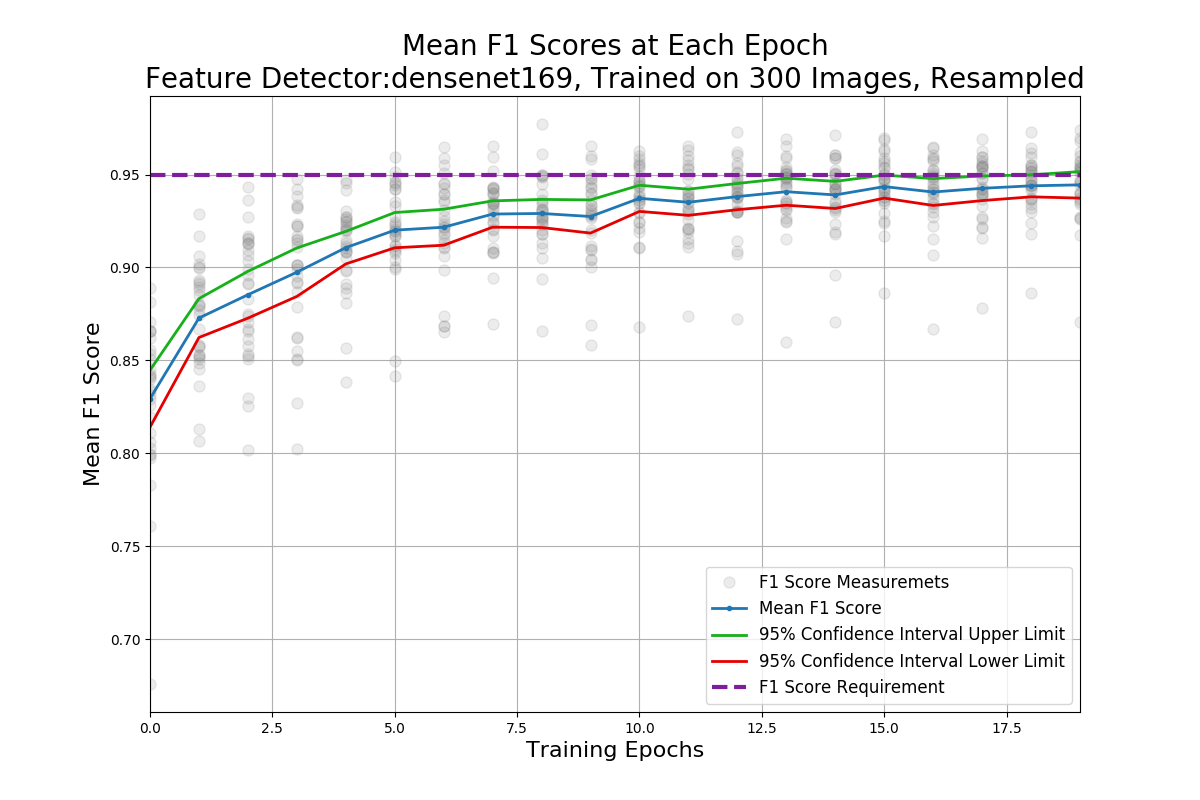 Mean F1 Scores at Each Epoch
Feature Detector:densenet169, Trained on 300 Images, Resampled
Mean F1 Score
0.95
0.90
0.85
0.80
0.75
0.70
F1 Score Measuremets
Mean F1 Score
95% Confidence Interval Upper Limit
95% Confidence Interval Lower Limit
F1 Score Requirement
0.0 2.5 5.0 7.5 10.0 12.5 15.0 17.5
Training Epochs